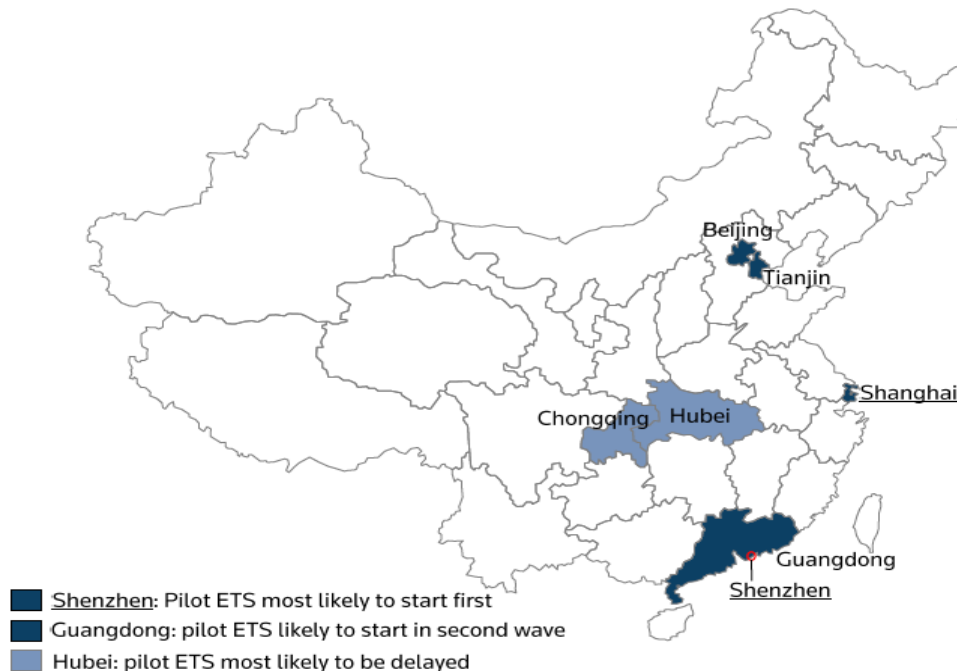 Beijing
Tianjin
Shanghai
Chongqing
Hubei
Guangdong
Shenzhen
Shenzhen: Pilot ETS most likely to start first
Guangdong: pilot ETS likely to start in second wave
Hubei: pilot ETS most likely to be delayed